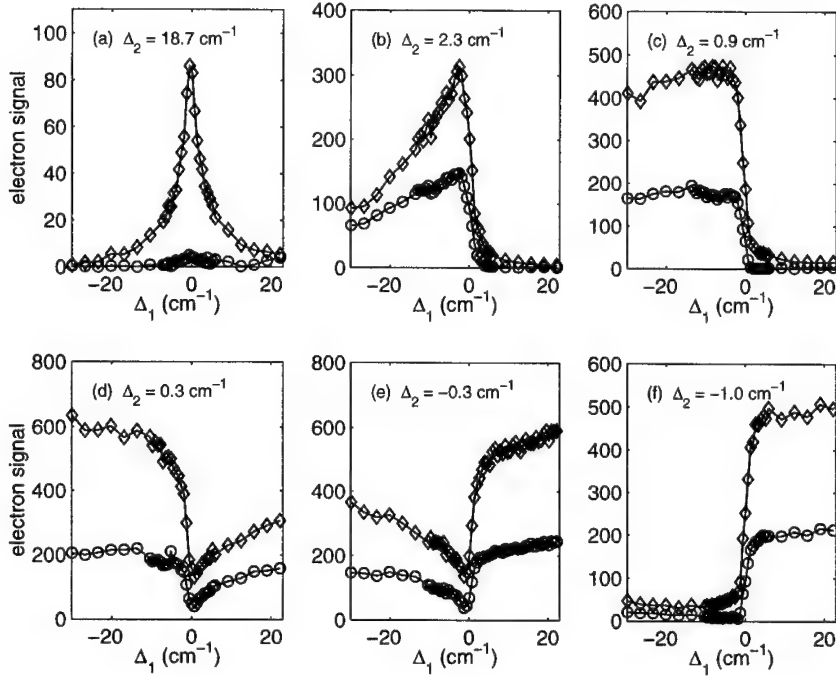 (a) Δ₂ = 18.7 cm⁻¹
(b) Δ₂ = 2.3 cm⁻¹
(c) Δ₂ = 0.9 cm⁻¹
electron signal
100
80
60
40
20
0
400
300
200
100
0
600
500
400
300
200
100
0
−20 0 20
−20 0 20
−20 0 20
Δ₁ (cm⁻¹)
Δ₁ (cm⁻¹)
Δ₁ (cm⁻¹)
(d) Δ₂ = 0.3 cm⁻¹
(e) Δ₂ = −0.3 cm⁻¹
(f) Δ₂ = −1.0 cm⁻¹
electron signal
800
600
400
200
0
800
600
400
200
0
600
500
400
300
200
100
0
−20 0 20
−20 0 20
−20 0 20
Δ₁ (cm⁻¹)
Δ₁ (cm⁻¹)
Δ₁ (cm⁻¹)